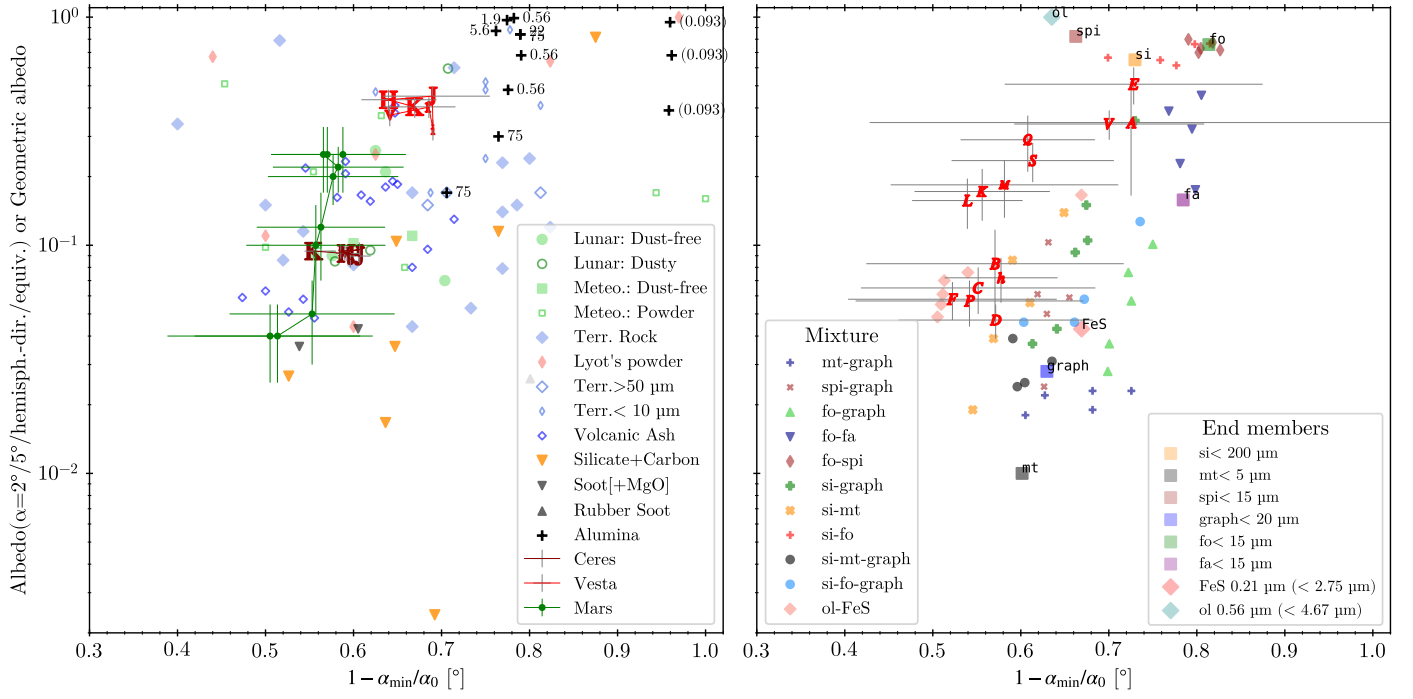 Albedo(α=2°/5°/hemisph.-dir./equiv.) or Geometric albedo
10⁰
10⁻¹
10⁻²
0.3
0.4
0.5
0.6
0.7
0.8
0.9
1.0
1 − αmin/α0 [°]
1.9
0.56
5.6
22
75
0.56
0.56
75
75
(0.093)
(0.093)
(0.093)
H
K
J
K
H
J
Lunar: Dust-free
Lunar: Dusty
Meteo.: Dust-free
Meteo.: Powder
Terr. Rock
Lyot's powder
Terr.>50 µm
Terr.< 10 µm
Volcanic Ash
Silicate+Carbon
Soot[+MgO]
Rubber Soot
Alumina
Ceres
Vesta
Mars
ol
spi
fo
si
E
V
A
Q
S
M
K
L
fa
B
h
C
F
P
D
FeS
graph
mt
Mixture
mt-graph
spi-graph
fo-graph
fo-fa
fo-spi
si-graph
si-mt
si-fo
si-mt-graph
si-fo-graph
ol-FeS
End members
si< 200 µm
mt< 5 µm
spi< 15 µm
graph< 20 µm
fo< 15 µm
fa< 15 µm
FeS 0.21 µm (< 2.75 µm)
ol 0.56 µm (< 4.67 µm)
0.3
0.4
0.5
0.6
0.7
0.8
0.9
1.0
1 − αmin/α0 [°]